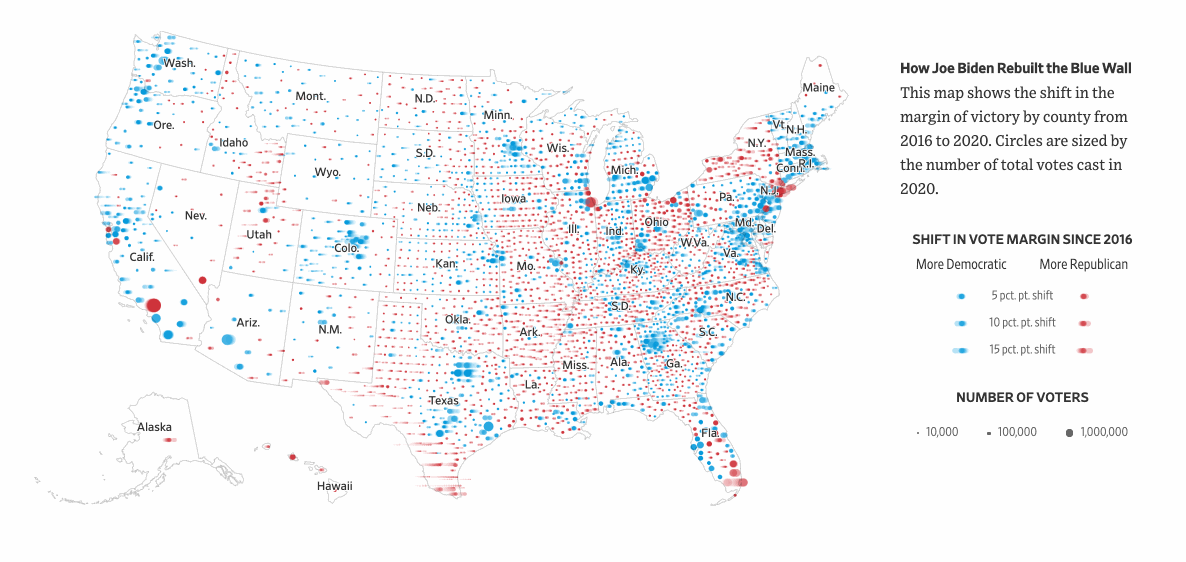 Wash.
Mont.
N.D.
Minn.
Maine
Ore.
Idaho
S.D.
Wis.
Mich.
N.Y.
Vt.
N.H.
Mass.
R.I.
Conn.
Wyo.
Nev.
Utah
Neb.
Iowa
Ill.
Ind.
Ohio
Pa.
N.J.
Md.
Del.
W.Va.
Va.
Calif.
Colo.
Kan.
Mo.
Ky.
N.C.
S.D.
Ariz.
N.M.
Okla.
Ark.
S.C.
Miss.
Ala.
Ga.
La.
Texas
Fla.
Alaska
Hawaii
How Joe Biden Rebuilt the Blue Wall
This map shows the shift in the
margin of victory by county from
2016 to 2020. Circles are sized by
the number of total votes cast in
2020.
SHIFT IN VOTE MARGIN SINCE 2016
More Democratic More Republican
5 pct. pt. shift
10 pct. pt. shift
15 pct. pt. shift
NUMBER OF VOTERS
10,000 100,000 1,000,000